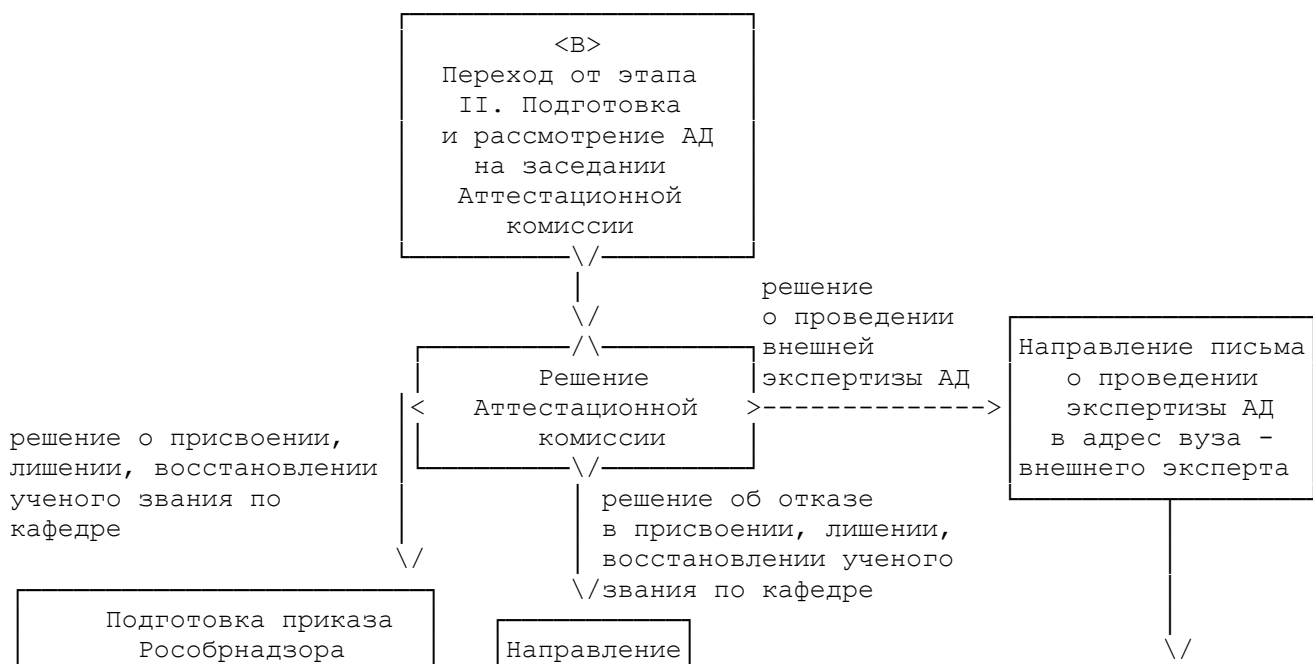 <B>
Переход от этапа
II. Подготовка
и рассмотрение АД
на заседании
Аттестационной
комиссии
решение
о проведении
внешней
экспертизы АД
Решение
Аттестационной
комиссии
Направление письма
о проведении
экспертизы АД
в адрес вуза -
внешнего эксперта
решение о присвоении,
лишении, восстановлении
ученого звания по
кафедре
решение об отказе
в присвоении, лишении,
восстановлении ученого
звания по кафедре
Подготовка приказа
Рособрнадзора
Направление